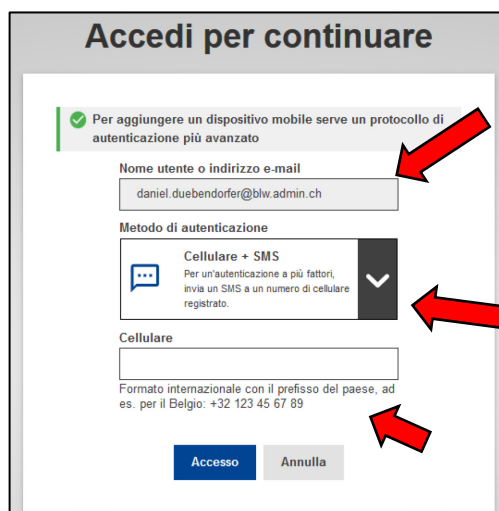 Accedi per continuare
Per aggiungere un dispositivo mobile serve un protocollo di
autenticazione più avanzato
Nome utente o indirizzo e-mail
daniel.duebendorfer@blw.admin.ch
Metodo di autenticazione
Cellulare + SMS
Per un'autenticazione a più fattori,
invia un SMS a un numero di cellulare
registrato.
Cellulare
Formato internazionale con il prefisso del paese, ad
es. per il Belgio: +32 123 45 67 89
Accesso Annulla